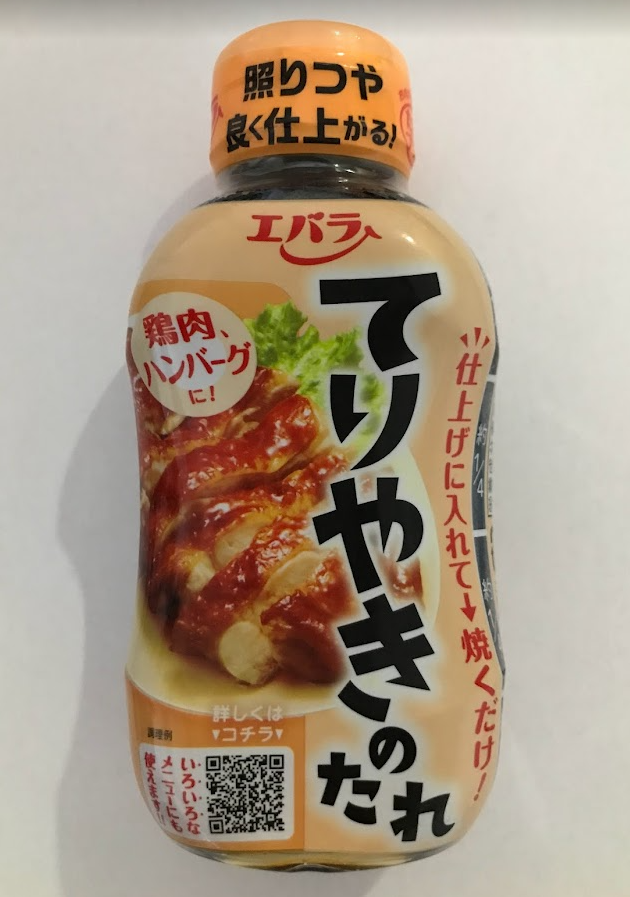 照りつや
良く仕上がる!
エバラ
てりやき
の
たれ
鶏肉、
ハンバーグ
に!
仕上げに入れて→焼くだけ!
約
1/4
詳しくは
▼コチラ▼
調理例
いろいろな
メニューにも
使えます!!